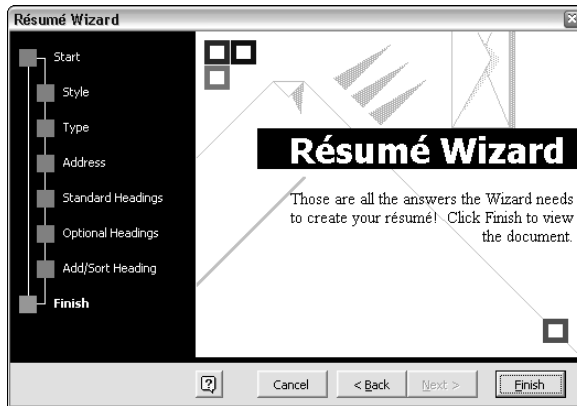 Résumé Wizard
Start
Style
Type
Address
Standard Headings
Optional Headings
Add/Sort Heading
Finish
Résumé Wizard
Those are all the answers the Wizard needs
to create your résumé! Click Finish to view
the document.
?
Cancel
< Back
Next >
Finish